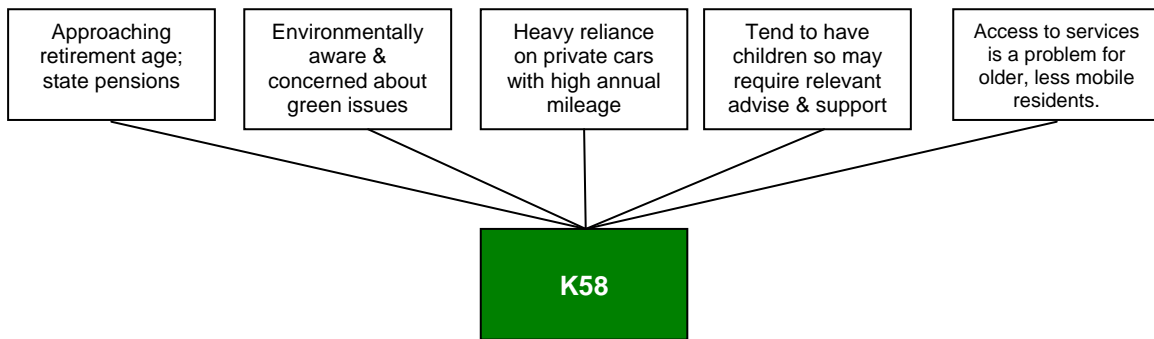 Approaching
retirement age;
state pensions
Environmentally
aware &
concerned about
green issues
Heavy reliance
on private cars
with high annual
mileage
Tend to have
children so may
require relevant
advise & support
Access to services
is a problem for
older, less mobile
residents.
K58